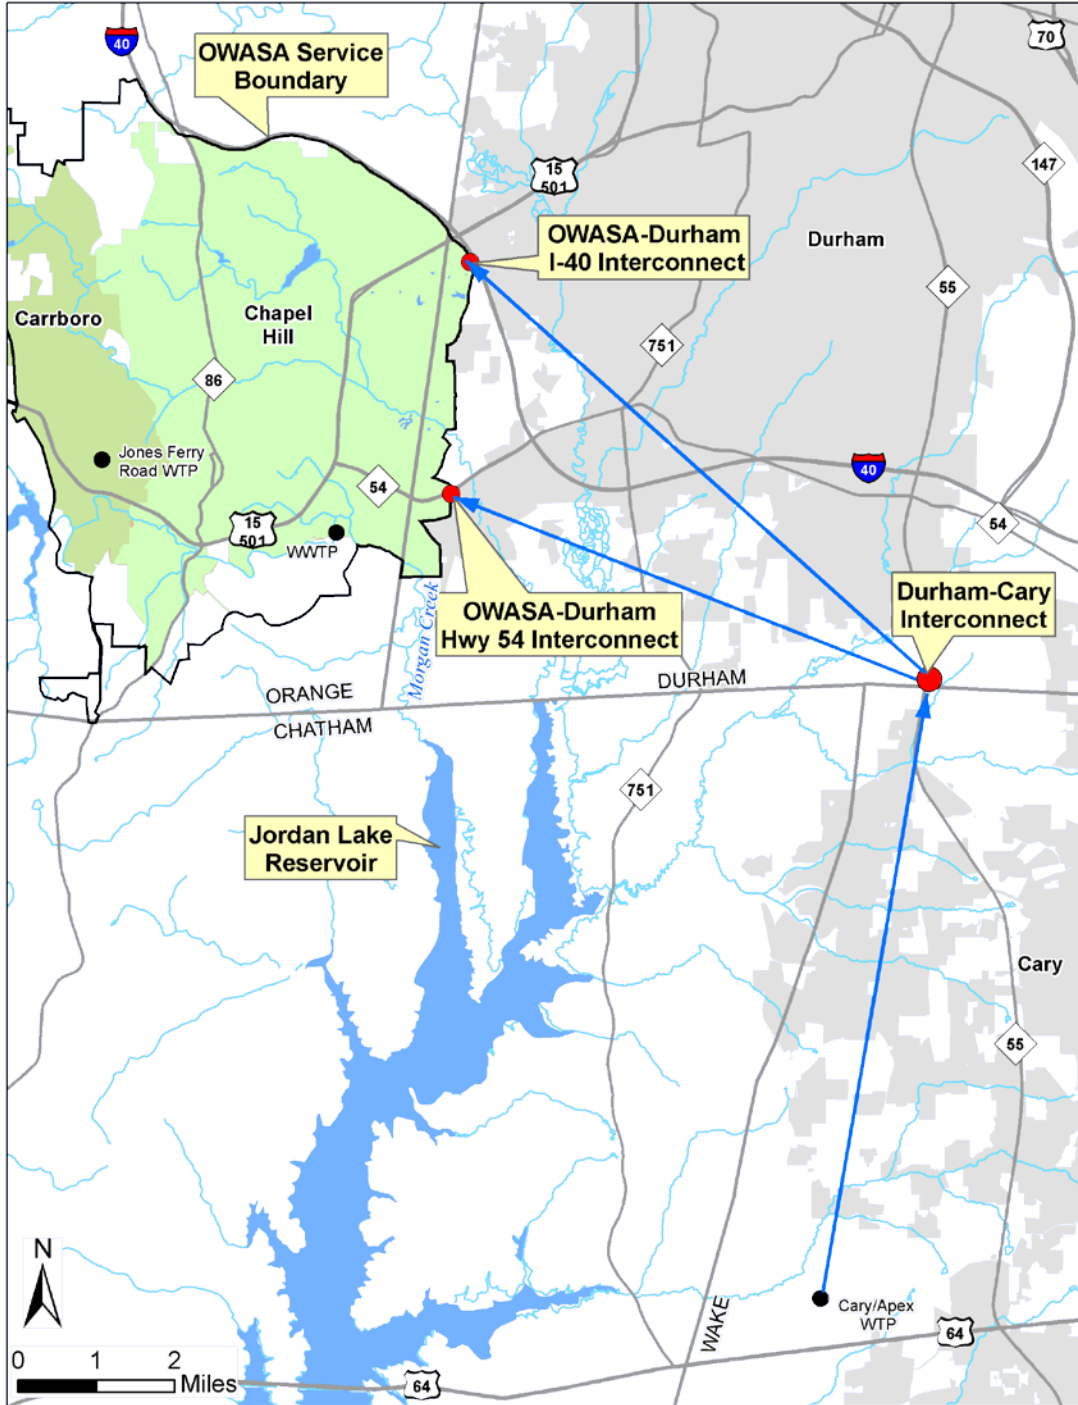 40
70
OWASA Service
Boundary
15
501
147
OWASA-Durham
I-40 Interconnect
Durham
55
Carrboro
Chapel
Hill
751
86
Jones Ferry
Road WTP
40
54
54
15
501
WWTP
Durham-Cary
Interconnect
OWASA-Durham
Hwy 54 Interconnect
Morgan Creek
ORANGE
DURHAM
CHATHAM
751
Jordan Lake
Reservoir
Cary
55
N
Cary/Apex
WTP
WAKE
64
0 1 2
Miles
64